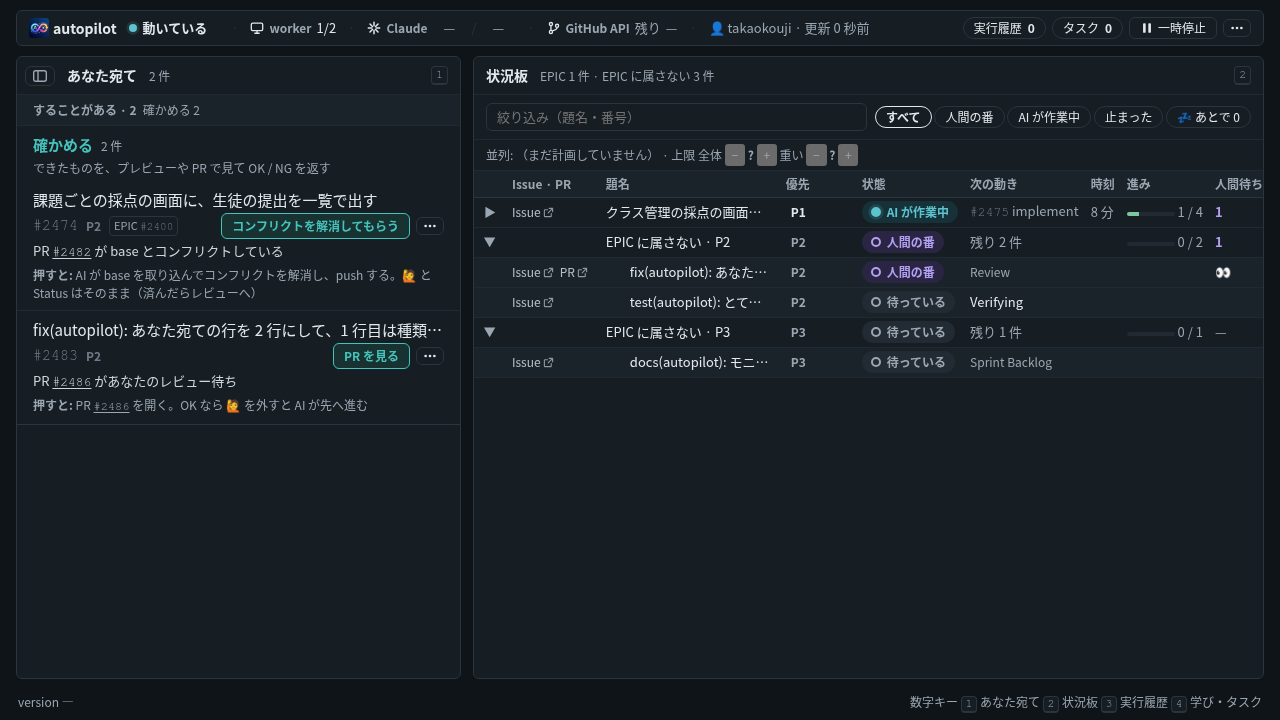 autopilot 動いている · worker 1/2 · Claude — / — · GitHub API 残り — · takaokouji · 更新 0 秒前 実行履歴 0 タスク 0 一時停止 ⋯
あなた宛て 2 件 1
することがある · 2 確かめる 2
確かめる 2 件
できたものを、プレビューや PR で見て OK / NG を返す
課題ごとの採点の画面に、生徒の提出を一覧で出す
#2474 P2 EPIC #2400 コンフリクトを解消してもらう ⋯
PR #2482 が base とコンフリクトしている
押すと: AI が base を取り込んでコンフリクトを解消し、push する。🙋 と
Status はそのまま（済んだらレビューへ）
fix(autopilot): あなた宛ての行を 2 行にして、1 行目は種類…
#2483 P2 PR を見る ⋯
PR #2486 があなたのレビュー待ち
押すと: PR #2486 を開く。OK なら 🙋 を外すと AI が先へ進む
状況板 EPIC 1 件 · EPIC に属さない 3 件 2
絞り込み（題名・番号） すべて 人間の番 AI が作業中 止まった 💤 あとで 0
並列: （まだ計画していません） · 上限 全体 − ? + 重い − ? +
Issue · PR 題名 優先 状態 次の動き 時刻 進み 人間待ち
▶ Issue クラス管理の採点の画面… P1 AI が作業中 #2475 implement 8 分 1 / 4 1
▼ EPIC に属さない · P2 P2 人間の番 残り 2 件 0 / 2 1
Issue PR fix(autopilot): あなた… P2 人間の番 Review 👀
Issue test(autopilot): とて… P2 待っている Verifying
▼ EPIC に属さない · P3 P3 待っている 残り 1 件 0 / 1 —
Issue docs(autopilot): モニ… P3 待っている Sprint Backlog
version —
数字キー 1 あなた宛て 2 状況板 3 実行履歴 4 学び・タスク